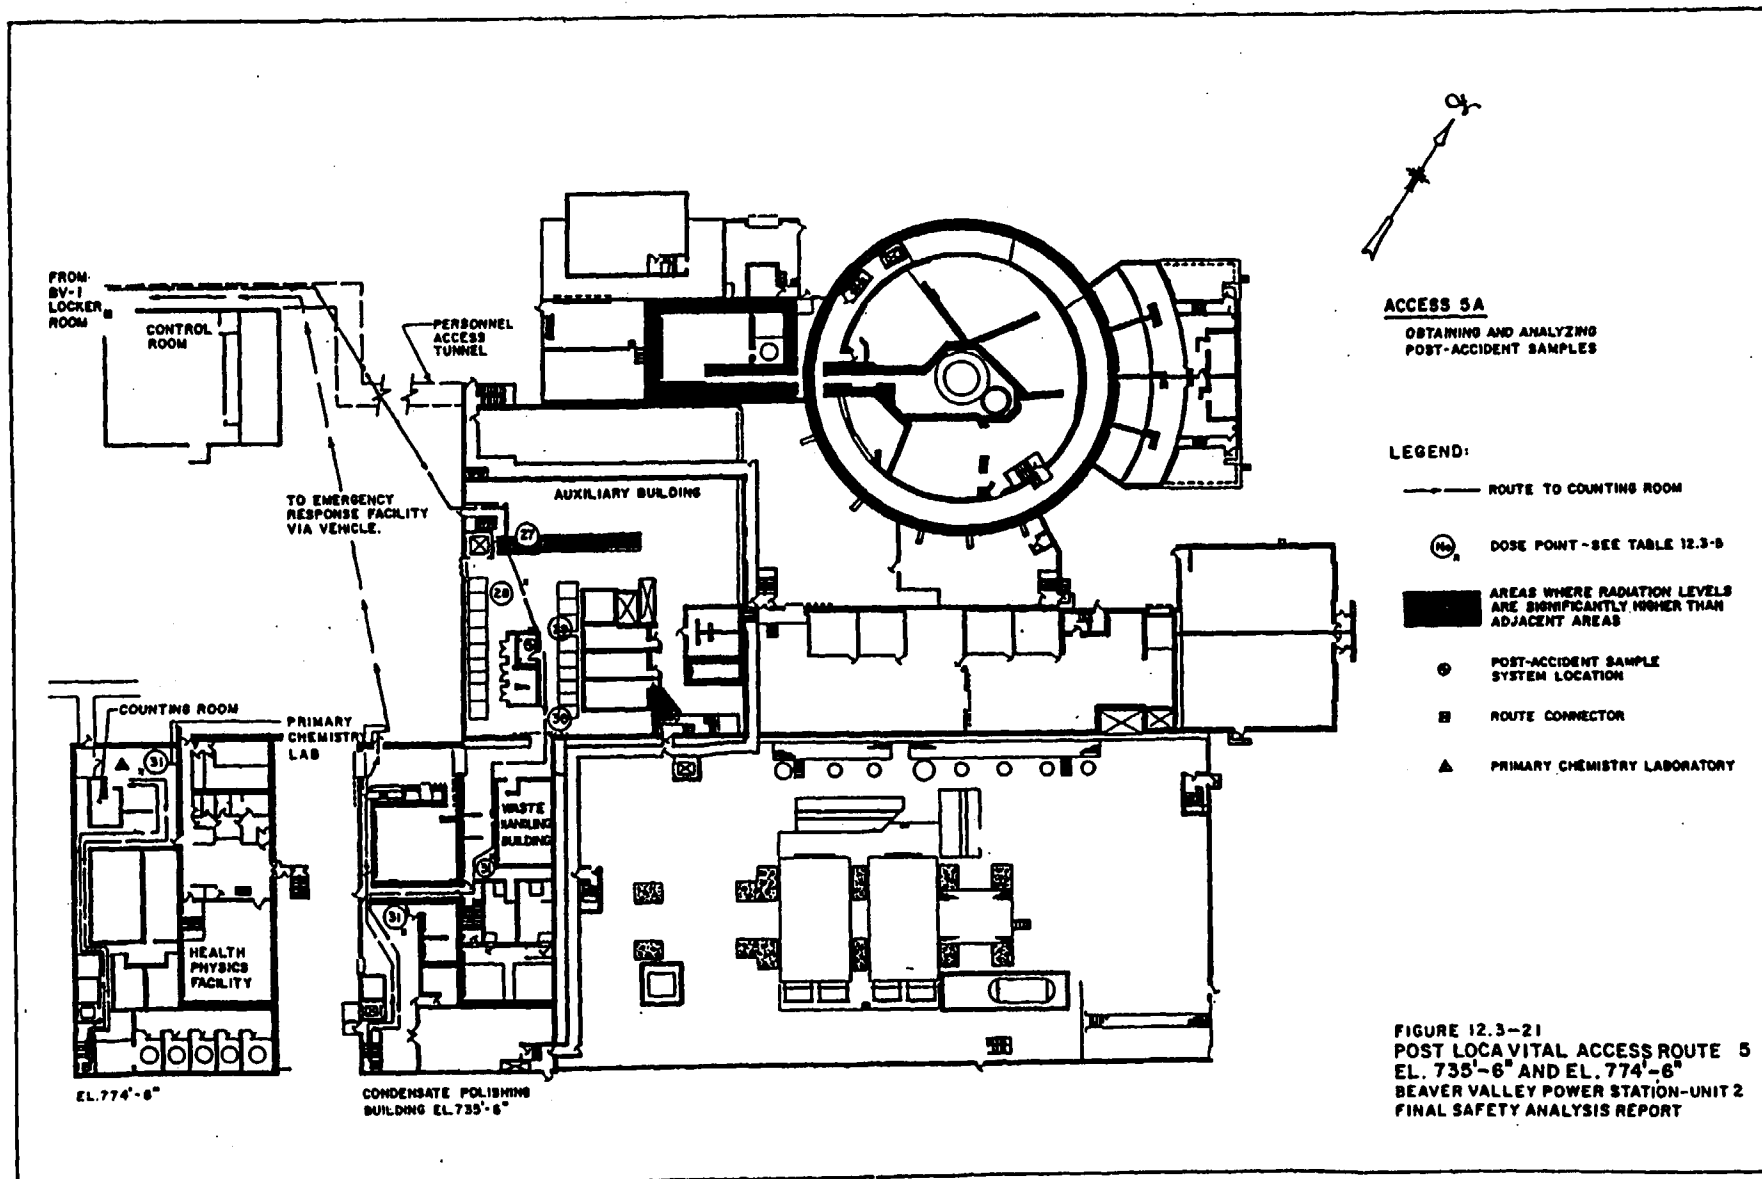 FROM
BV-1
LOCKER
ROOM
CONTROL
ROOM
PERSONNEL
ACCESS
TUNNEL
TO EMERGENCY
RESPONSE FACILITY
VIA VEHICLE.
AUXILIARY BUILDING
27
28
29
30
COUNTING ROOM
PRIMARY
CHEMISTRY
LAB
31
WASTE
HANDLING
BUILDING
31
HEALTH
PHYSICS
FACILITY
EL.774'-6"
CONDENSATE POLISHING
BUILDING EL.735'-6"
ACCESS 5A
OBTAINING AND ANALYZING
POST-ACCIDENT SAMPLES
LEGEND:
ROUTE TO COUNTING ROOM
No.
DOSE POINT - SEE TABLE 12.3-8
AREAS WHERE RADIATION LEVELS
ARE SIGNIFICANTLY HIGHER THAN
ADJACENT AREAS
POST-ACCIDENT SAMPLE
SYSTEM LOCATION
ROUTE CONNECTOR
PRIMARY CHEMISTRY LABORATORY
FIGURE 12.3-21
POST LOCA VITAL ACCESS ROUTE 5
EL. 735'-6" AND EL. 774'-6"
BEAVER VALLEY POWER STATION-UNIT 2
FINAL SAFETY ANALYSIS REPORT